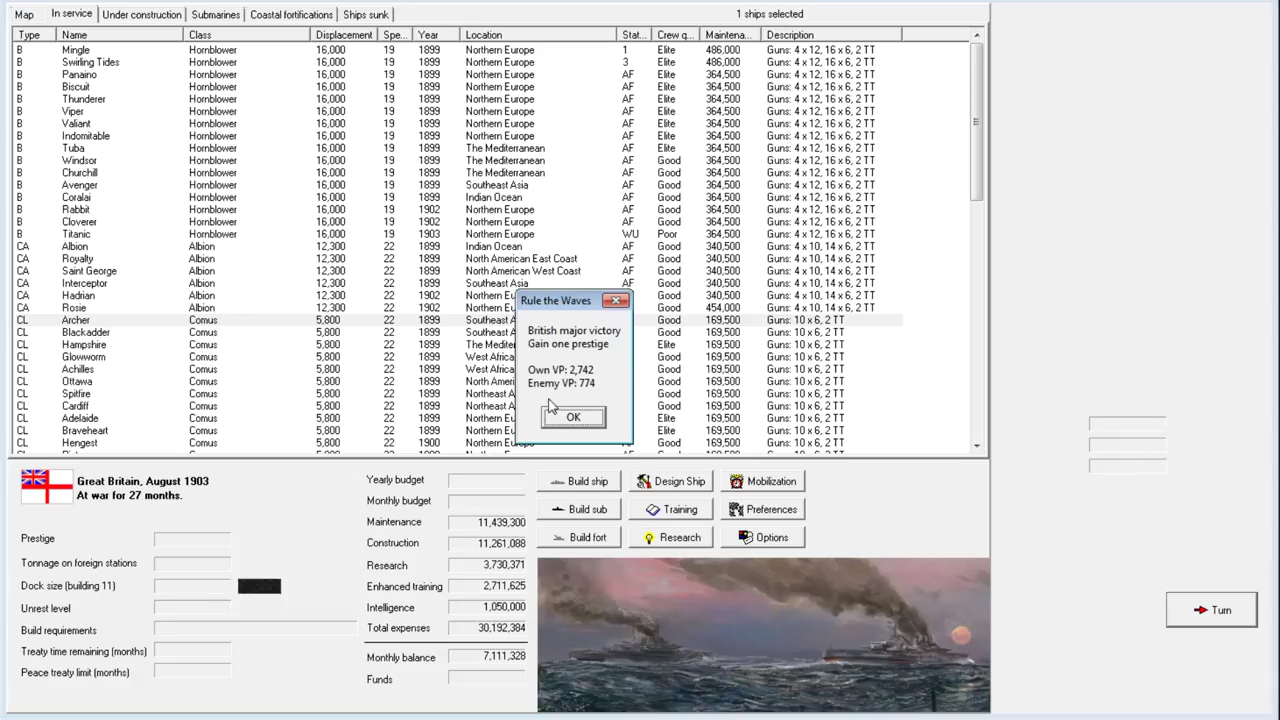 Map In service Under construction Submarines Coastal fortifications Ships sunk 1 ships selected
Type Name Class Displacement Spe... Year Location Stat... Crew q... Maintena... Description
B Mingle Hornblower 16,000 19 1899 Northern Europe 1 Elite 486,000 Guns: 4 x 12, 16 x 6, 2 TT
B Swirling Tides Hornblower 16,000 19 1899 Northern Europe 3 Elite 486,000 Guns: 4 x 12, 16 x 6, 2 TT
B Panaino Hornblower 16,000 19 1899 Northern Europe AF Elite 364,500 Guns: 4 x 12, 16 x 6, 2 TT
B Biscuit Hornblower 16,000 19 1899 Northern Europe AF Elite 364,500 Guns: 4 x 12, 16 x 6, 2 TT
B Thunderer Hornblower 16,000 19 1899 Northern Europe AF Elite 364,500 Guns: 4 x 12, 16 x 6, 2 TT
B Viper Hornblower 16,000 19 1899 Northern Europe AF Elite 364,500 Guns: 4 x 12, 16 x 6, 2 TT
B Valiant Hornblower 16,000 19 1899 Northern Europe AF Elite 364,500 Guns: 4 x 12, 16 x 6, 2 TT
B Indomitable Hornblower 16,000 19 1899 Northern Europe AF Elite 364,500 Guns: 4 x 12, 16 x 6, 2 TT
B Tuba Hornblower 16,000 19 1899 The Mediterranean AF Elite 364,500 Guns: 4 x 12, 16 x 6, 2 TT
B Windsor Hornblower 16,000 19 1899 The Mediterranean AF Good 364,500 Guns: 4 x 12, 16 x 6, 2 TT
B Churchill Hornblower 16,000 19 1899 The Mediterranean AF Good 364,500 Guns: 4 x 12, 16 x 6, 2 TT
B Avenger Hornblower 16,000 19 1899 Southeast Asia AF Good 364,500 Guns: 4 x 12, 16 x 6, 2 TT
B Coralai Hornblower 16,000 19 1899 Indian Ocean AF Good 364,500 Guns: 4 x 12, 16 x 6, 2 TT
B Rabbit Hornblower 16,000 19 1902 Northern Europe AF Good 364,500 Guns: 4 x 12, 16 x 6, 2 TT
B Cloverer Hornblower 16,000 19 1902 Northern Europe AF Good 364,500 Guns: 4 x 12, 16 x 6, 2 TT
B Titanic Hornblower 16,000 19 1903 Northern Europe WU Poor 364,500 Guns: 4 x 12, 16 x 6, 2 TT
CA Albion Albion 12,300 22 1899 Indian Ocean AF Good 340,500 Guns: 4 x 10, 14 x 6, 2 TT
CA Royalty Albion 12,300 22 1899 North American East Coast AF Good 340,500 Guns: 4 x 10, 14 x 6, 2 TT
CA Saint George Albion 12,300 22 1899 North American West Coast AF Good 340,500 Guns: 4 x 10, 14 x 6, 2 TT
CA Interceptor Albion 12,300 22 1899 Southeast Asia AF Good 340,500 Guns: 4 x 10, 14 x 6, 2 TT
CA Hadrian Albion 12,300 22 1902 Northern Eu Good 340,500 Guns: 4 x 10, 14 x 6, 2 TT
CA Rosie Albion 12,300 22 1902 Northern Eu Good 454,000 Guns: 4 x 10, 14 x 6, 2 TT
CL Archer Comus 5,800 22 1899 Southeast A Good 169,500 Guns: 10 x 6, 2 TT
CL Blackadder Comus 5,800 22 1899 Southeast A Good 169,500 Guns: 10 x 6, 2 TT
CL Hampshire Comus 5,800 22 1899 The Mediter Elite 169,500 Guns: 10 x 6, 2 TT
CL Glowworm Comus 5,800 22 1899 West Africa Good 169,500 Guns: 10 x 6, 2 TT
CL Achilles Comus 5,800 22 1899 West Africa Good 169,500 Guns: 10 x 6, 2 TT
CL Ottawa Comus 5,800 22 1899 North Ameri Good 169,500 Guns: 10 x 6, 2 TT
CL Spitfire Comus 5,800 22 1899 Northeast A Good 169,500 Guns: 10 x 6, 2 TT
CL Cardiff Comus 5,800 22 1899 Northeast A Good 169,500 Guns: 10 x 6, 2 TT
CL Adelaide Comus 5,800 22 1899 Northern Eu Elite 169,500 Guns: 10 x 6, 2 TT
CL Braveheart Comus 5,800 22 1899 Northern Eu Elite 169,500 Guns: 10 x 6, 2 TT
CL Hengest Comus 5,800 22 1900 Northern Eu Good 169,500 Guns: 10 x 6, 2 TT
Rule the Waves
British major victory
Gain one prestige
Own VP: 2,742
Enemy VP: 774
OK
Great Britain, August 1903
At war for 27 months.
Prestige
Tonnage on foreign stations
Dock size (building 11)
Unrest level
Build requirements
Treaty time remaining (months)
Peace treaty limit (months)
Yearly budget
Monthly budget
Maintenance 11,439,300
Construction 11,261,088
Research 3,730,371
Enhanced training 2,711,625
Intelligence 1,050,000
Total expenses 30,192,384
Monthly balance 7,111,328
Funds
Build ship Design Ship Mobilization
Build sub Training Preferences
Build fort Research Options
Turn